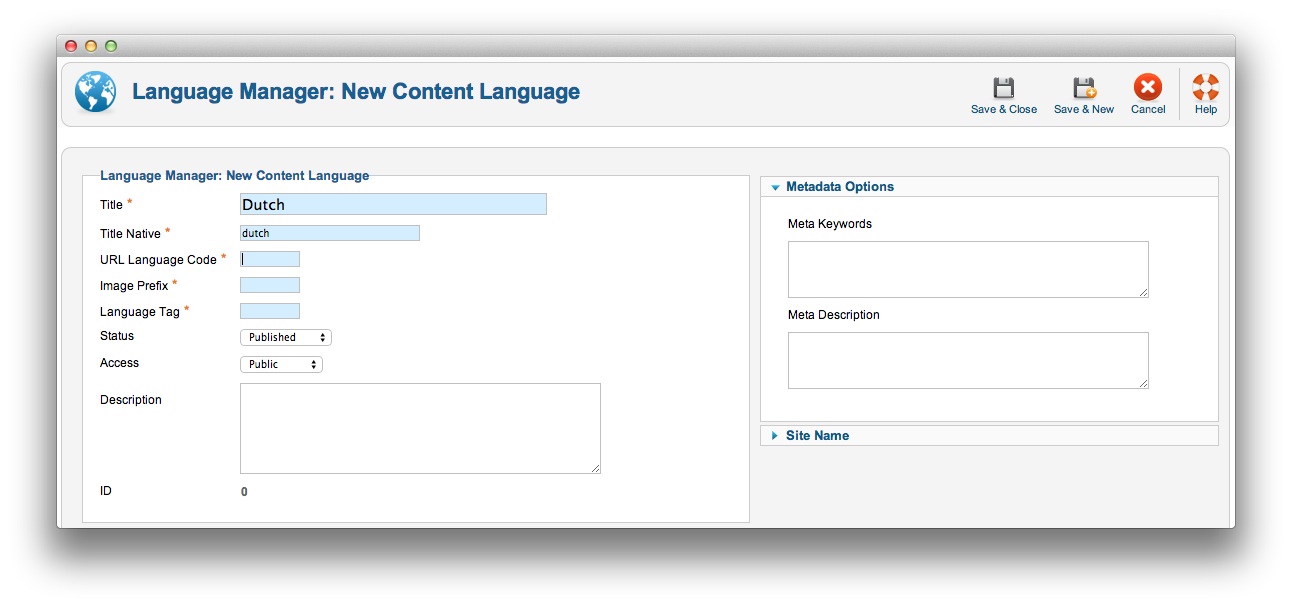 Language Manager: New Content Language
Save & Close
Save & New
Cancel
Help
Language Manager: New Content Language
Title *
Dutch
Title Native *
dutch
URL Language Code *
Image Prefix *
Language Tag *
Status
Published
Access
Public
Description
ID
0
Metadata Options
Meta Keywords
Meta Description
Site Name